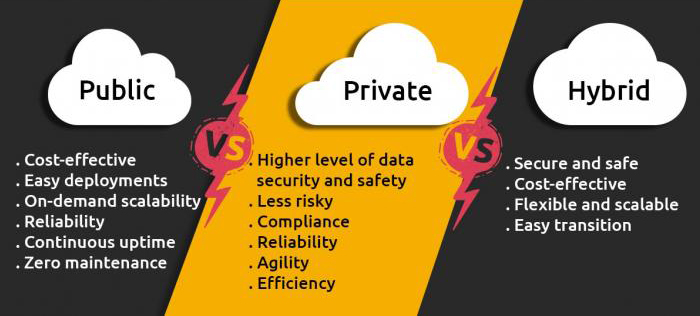 Public
VS
Private
VS
Hybrid
. Cost-effective
. Easy deployments
. On-demand scalability
. Reliability
. Continuous uptime
. Zero maintenance
. Higher level of data
security and safety
. Less risky
. Compliance
. Reliability
. Agility
. Efficiency
. Secure and safe
. Cost-effective
. Flexible and scalable
. Easy transition